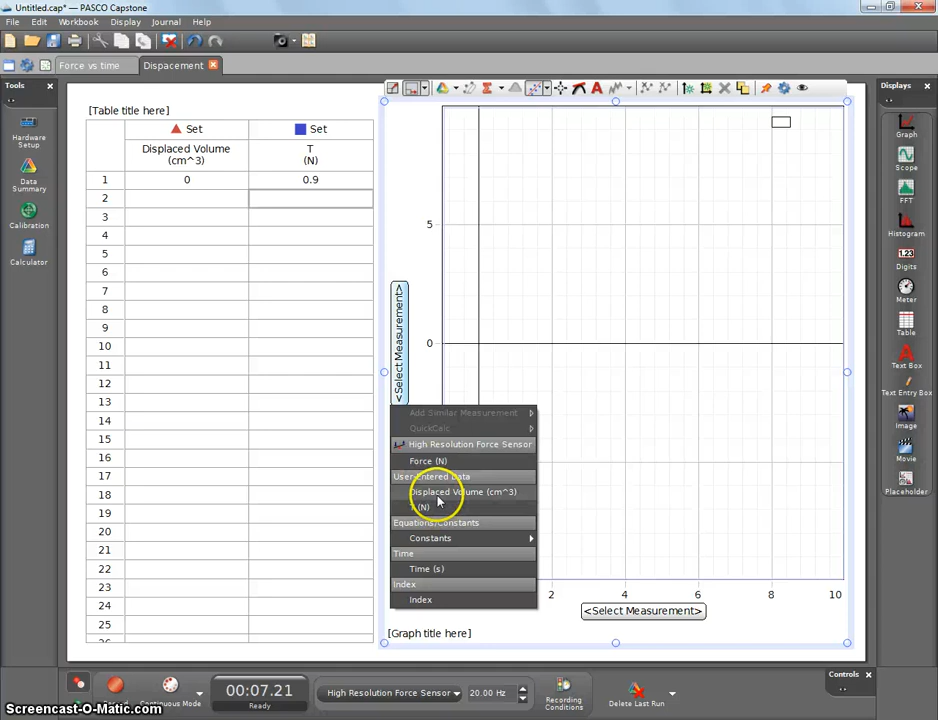 Untitled.cap* — PASCO Capstone
File Edit Workbook Display Journal Help
Force vs time Dispacement
Tools
Hardware
Setup
Data
Summary
Calibration
Calculator
[Table title here]
Set Set
Displaced Volume
(cm^3)
T
(N)
1 0 0.9
2
3
4
5
6
7
8
9
10
11
12
13
14
15
16
17
18
19
20
21
22
23
24
25
5
0
<Select Measurement>
Add Similar Measurement
QuickCalc
High Resolution Force Sensor
Force (N)
User-Entered Data
Displaced Volume (cm^3)
(N)
Equations/Constants
Constants
Time
Time (s)
Index
Index
2 4 6 8 10
<Select Measurement>
[Graph title here]
Displays
Graph
Scope
FFT
Histogram
1.23
Digits
Meter
Table
Text Box
Text Entry Box
Image
Movie
Placeholder
Continuous Mode
00:07.21
Ready
High Resolution Force Sensor
20.00 Hz
Recording
Conditions
Delete Last Run
Controls
Screencast-O-Matic.com